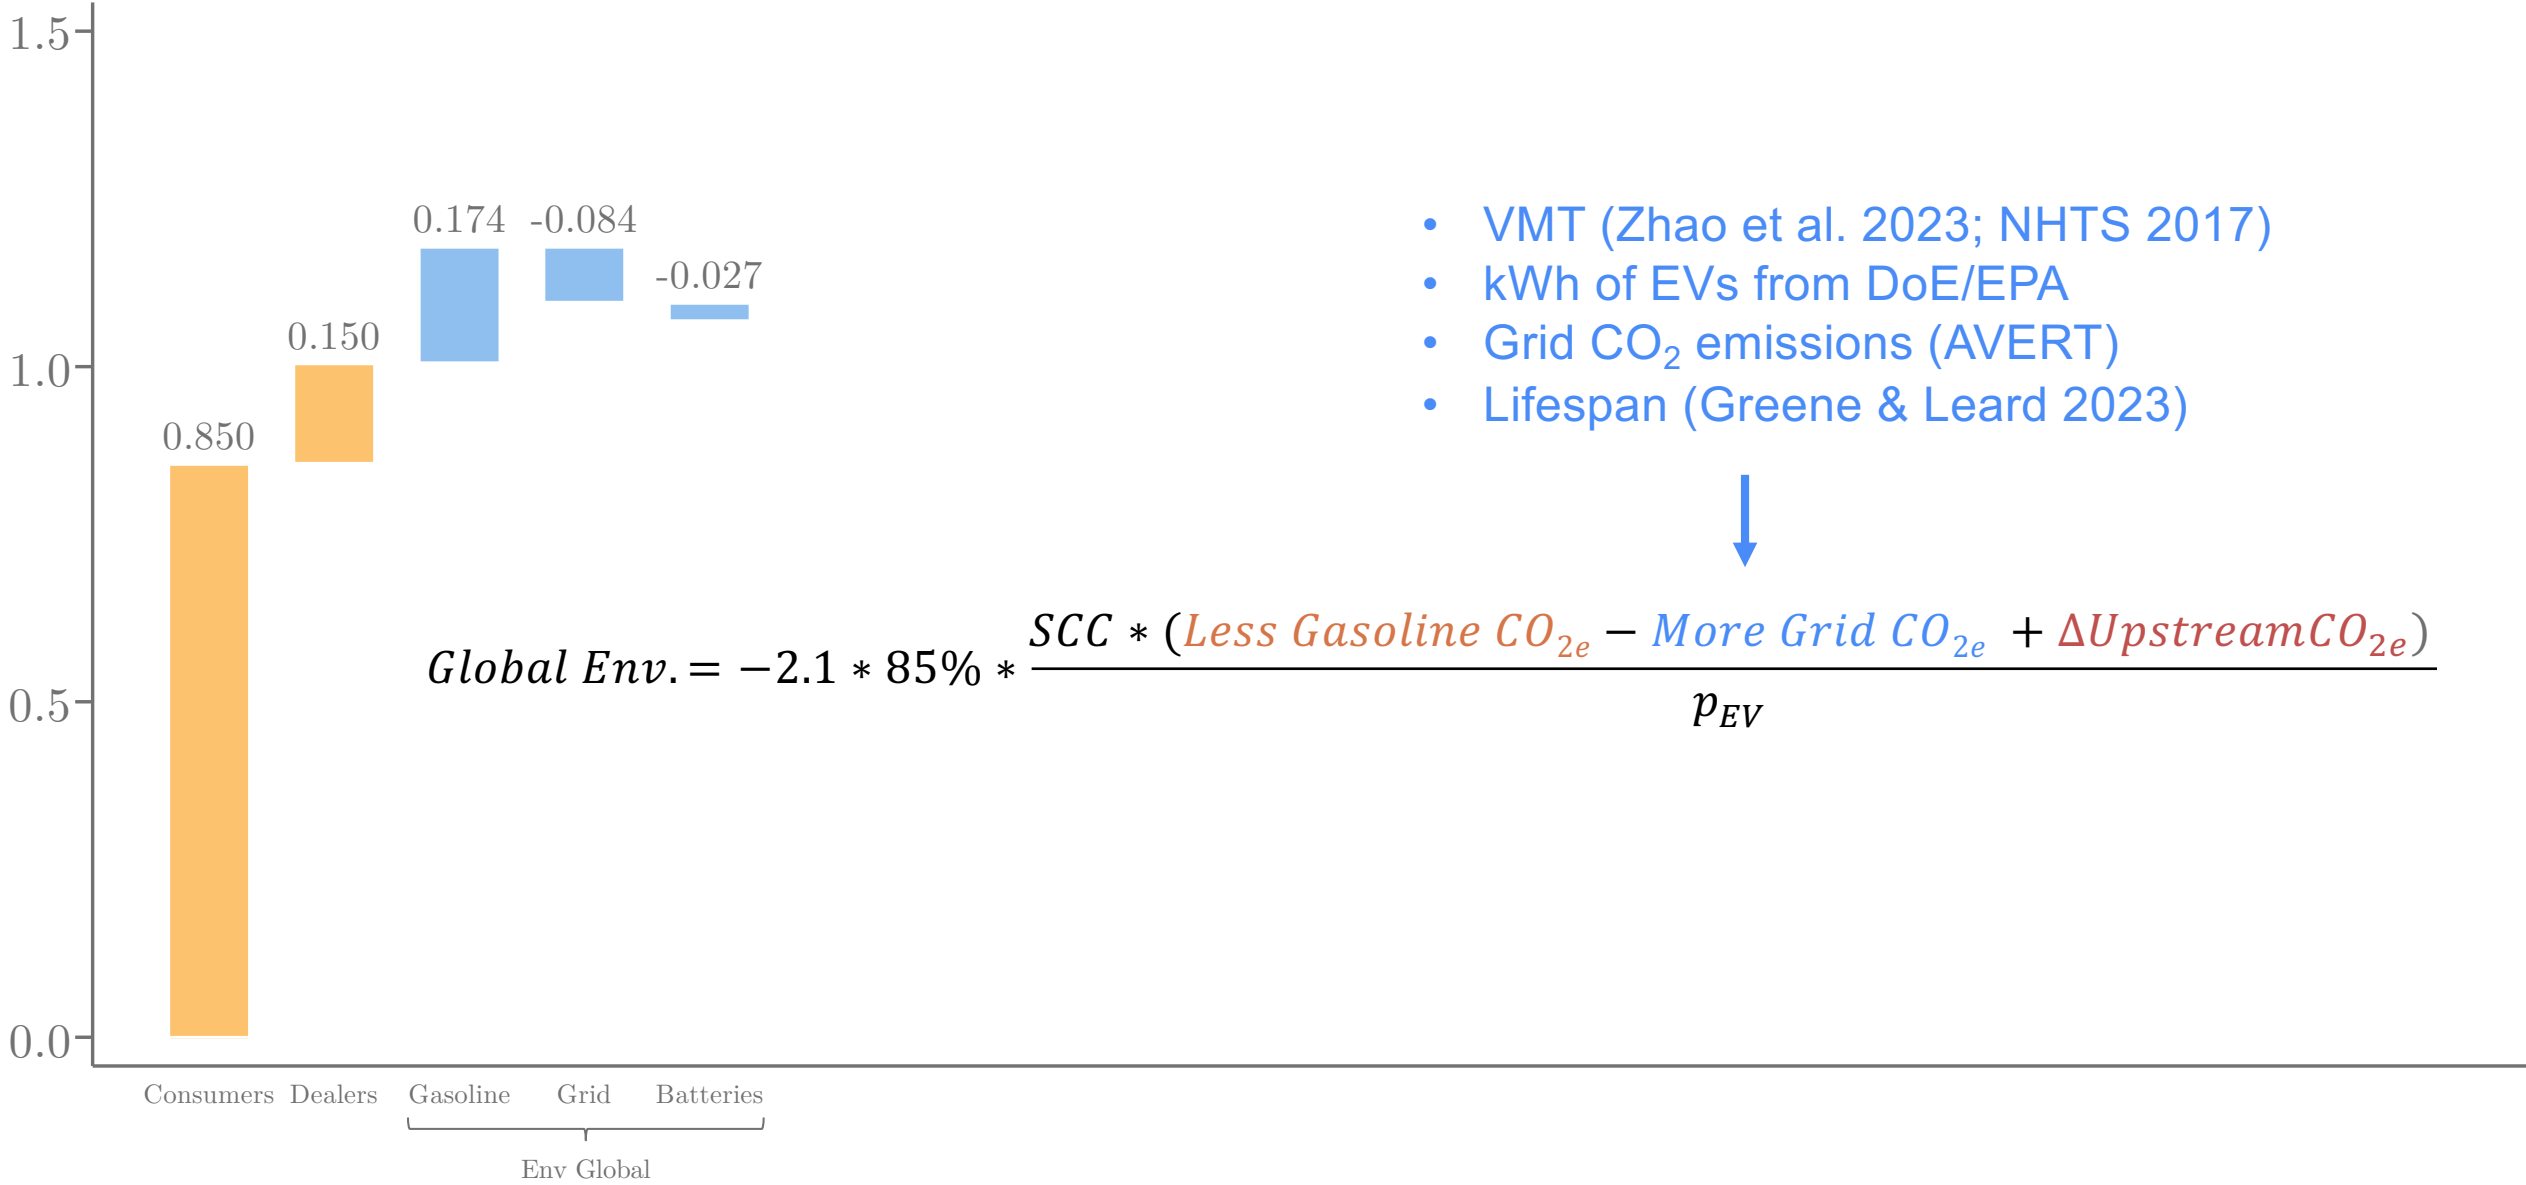 1.5
1.0
0.5
0.0
0.850
0.150
0.174
-0.084
-0.027
• VMT (Zhao et al. 2023; NHTS 2017)
• kWh of EVs from DoE/EPA
• Grid CO₂ emissions (AVERT)
• Lifespan (Greene & Leard 2023)
Global Env. = −2.1 * 85% * SCC * (Less Gasoline CO₂ₑ − More Grid CO₂ₑ + ΔUpstreamCO₂ₑ)
p_EV
Consumers Dealers Gasoline Grid Batteries
Env Global